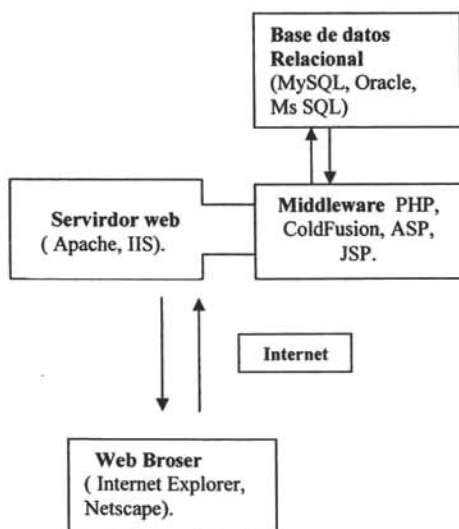 Base de datos
Relacional
(MySQL, Oracle,
Ms SQL)
Servirdor web
( Apache, IIS).
Middleware PHP,
ColdFusion, ASP,
JSP.
Internet
Web Broser
( Internet Explorer,
Netscape).